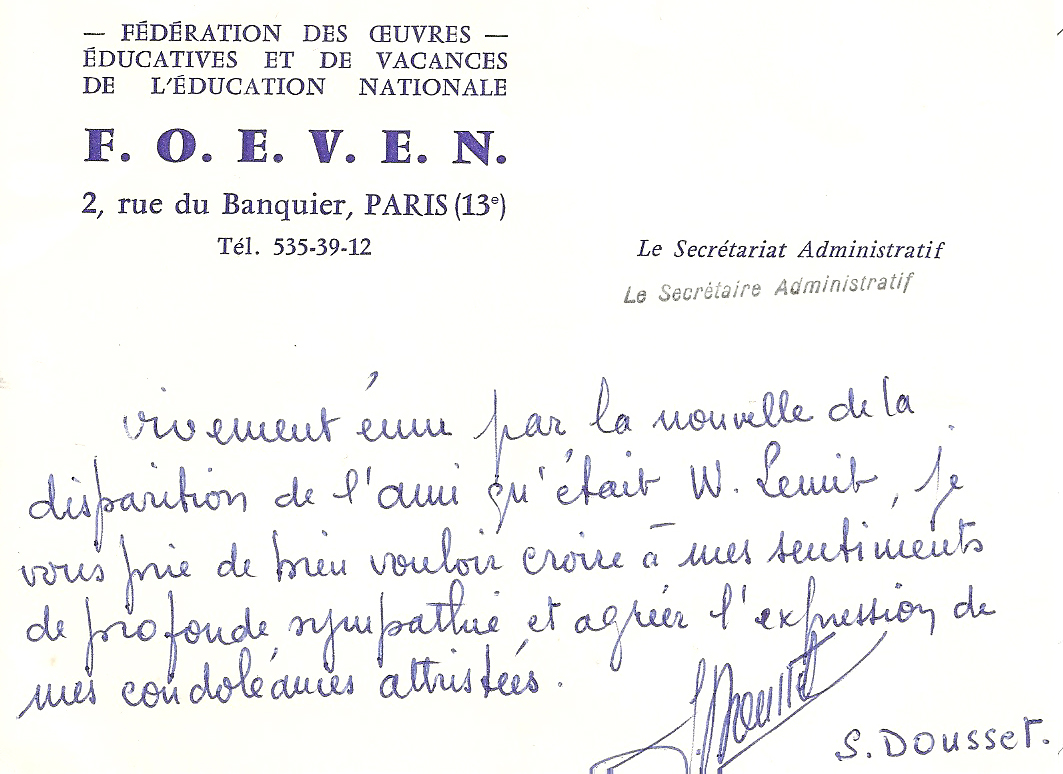 — FÉDÉRATION DES ŒUVRES —
ÉDUCATIVES ET DE VACANCES
DE L'ÉDUCATION NATIONALE
F. O. E. V. E. N.
2, rue du Banquier, PARIS (13e)
Tél. 535-39-12
Le Secrétariat Administratif
Le Secrétaire Administratif
vivement ému par la nouvelle de la
disparition de l'ami qu'était W. Lemit, je
vous prie de bien vouloir croire à mes sentiments
de profonde sympathie et agréer l'expression de
mes condoléances attristées.
S. Dousset
S. DOUSSET.